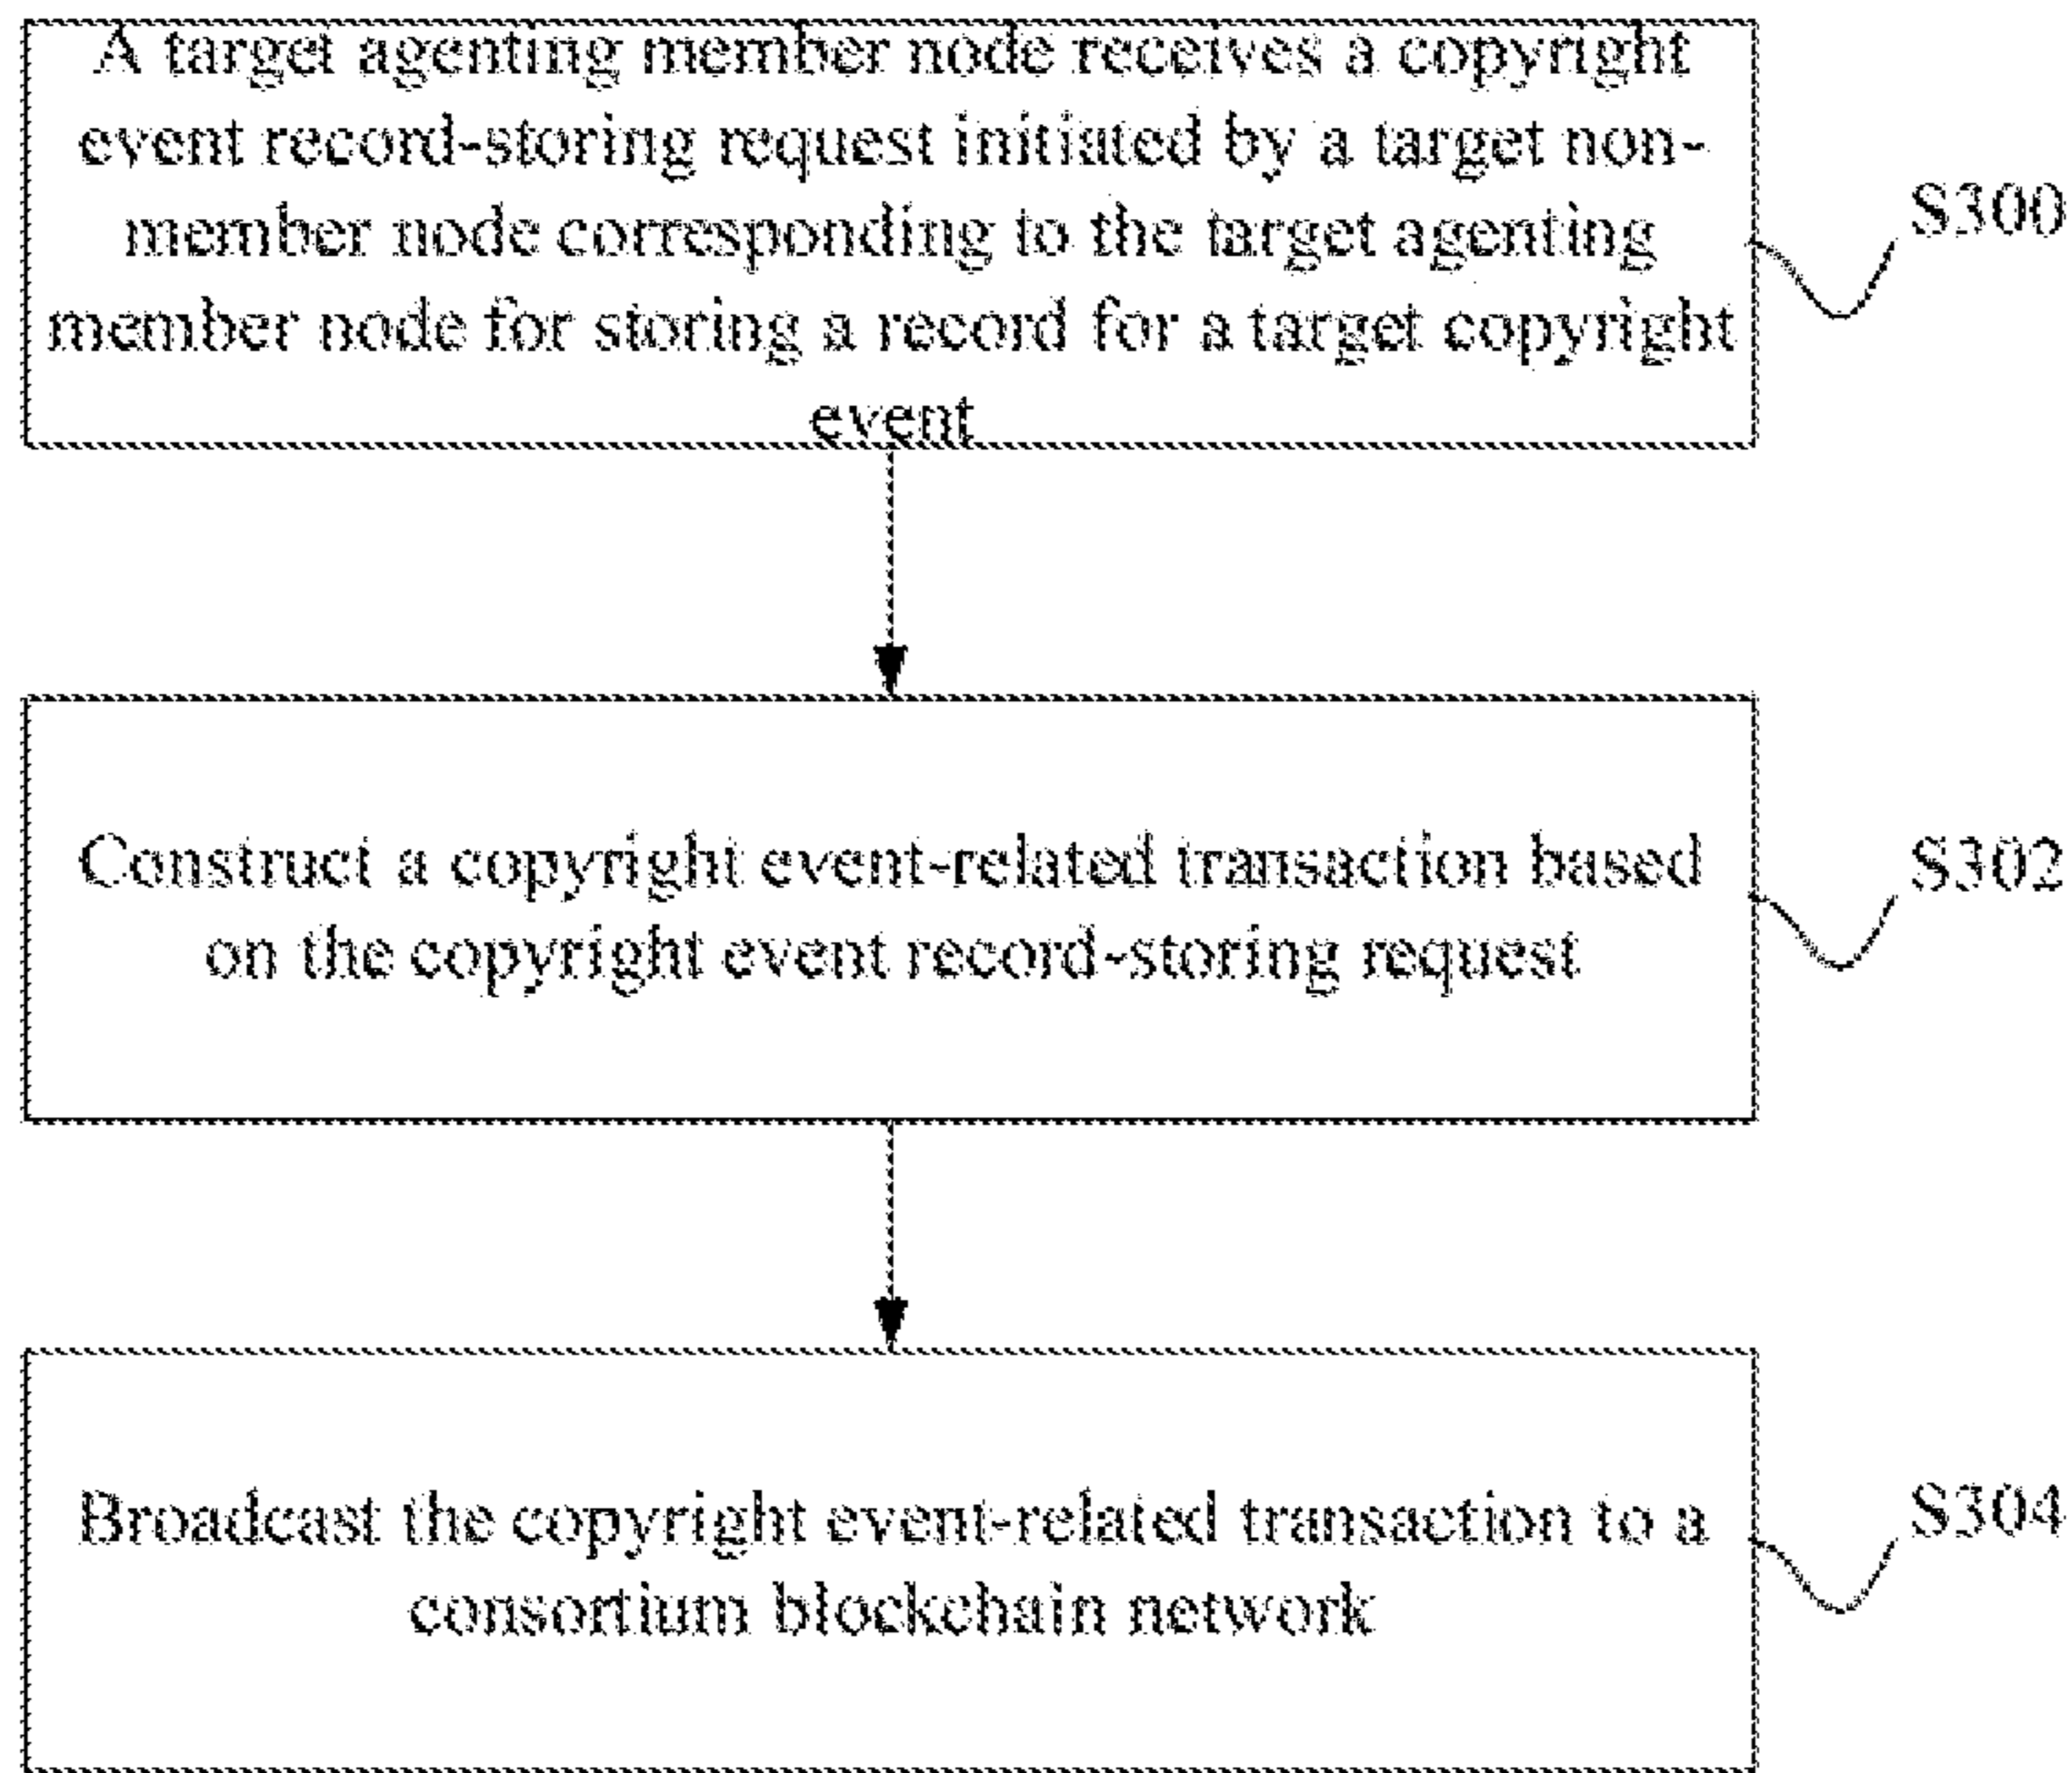 A target agenting member node receives a copyright
event record-storing request initiated by a target non-
member node corresponding to the target agenting
member node for storing a record for a target copyright
event
S300
Construct a copyright event-related transaction based
on the copyright event record-storing request
S302
Broadcast the copyright event-related transaction to a
consortium blockchain network
S304